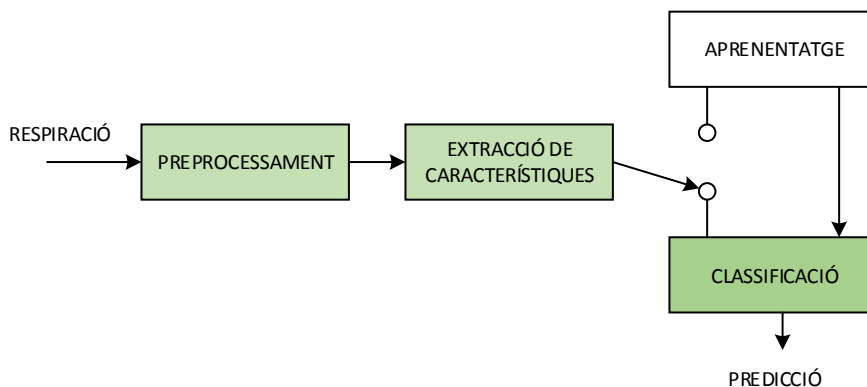 APRENENTATGE
RESPIRACIÓ
PREPROCESSAMENT
EXTRACCIÓ DE
CARACTERÍSTIQUES
CLASSIFICACIÓ
PREDICCIÓ